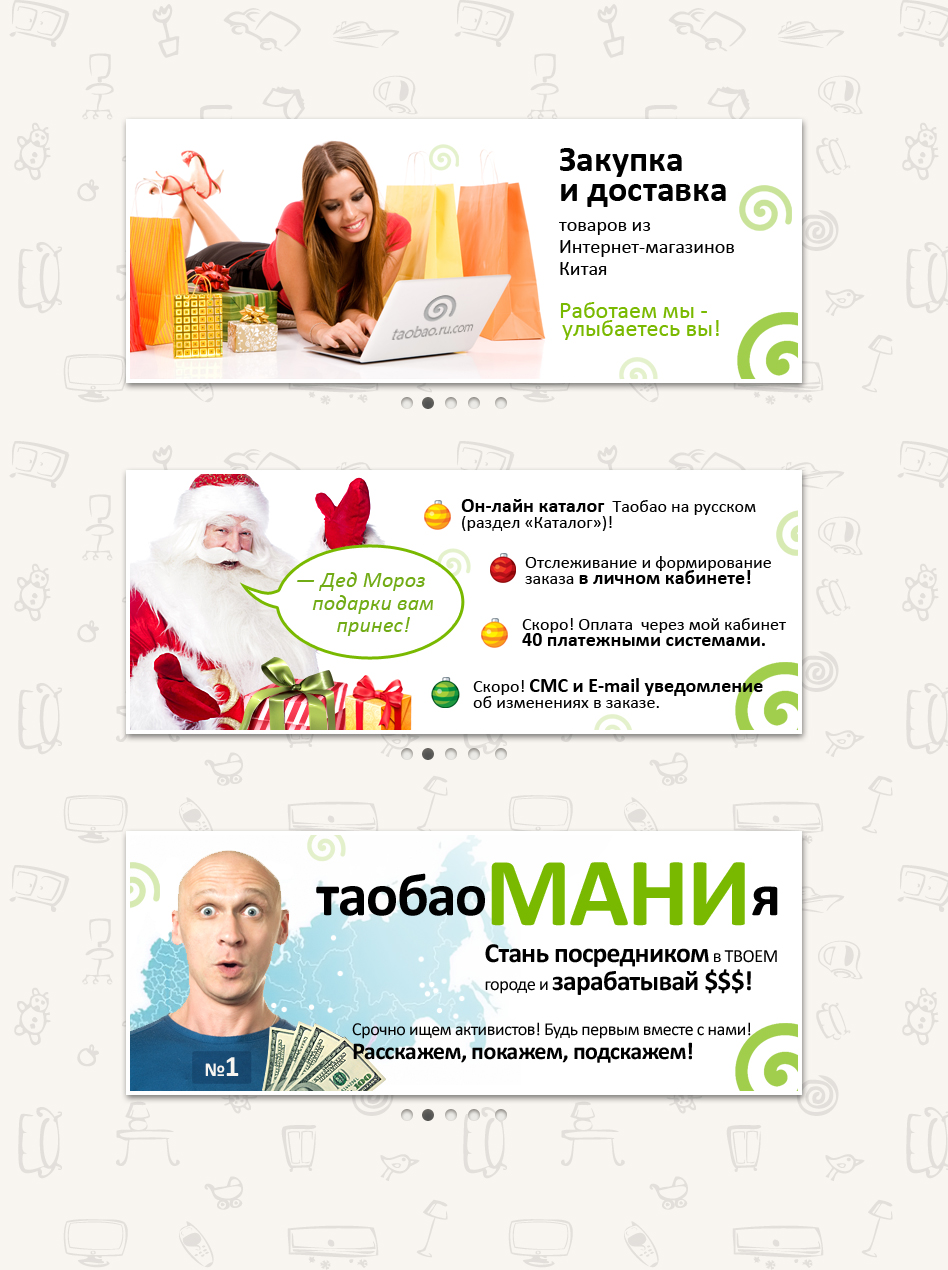 Закупка
и доставка
товаров из
Интернет-магазинов
Китая
Работаем мы -
улыбаетесь вы!
taobao.ru.com
Он-лайн каталог Таобао на русском
(раздел «Каталог»)!
Отслеживание и формирование
заказа в личном кабинете!
— Дед Мороз
подарки вам
принес!
Скоро! Оплата через мой кабинет
40 платежными системами.
Скоро! СМС и E-mail уведомление
об изменениях в заказе.
таобаоМАНИя
Стань посредником в ТВОЕМ
городе и зарабатывай $$$!
Срочно ищем активистов! Будь первым вместе с нами!
Расскажем, покажем, подскажем!
№1
100